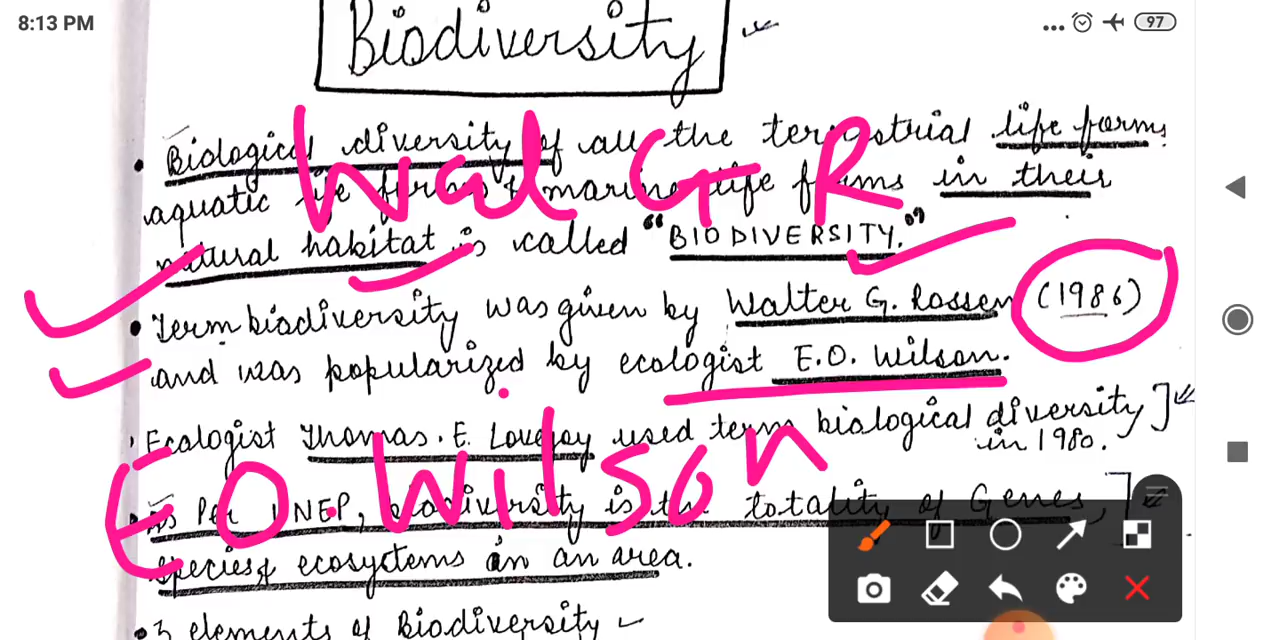 8:13 PM
97
Biodiversity
• Biological diversity of all the terrestrial life forms
aquatic life forms & marine life forms in their
natural habitat is called "BIODIVERSITY."
Wal G R
• Term biodiversity was given by Walter G. Rossen (1986)
and was popularized by ecologist E.O. Wilson.
• Ecologist Thomas. E. Lovejoy used term biological diversity
in 1980.
E O. Wilson
• As Per UNEP, biodiversity is the totality of Genes,
species & ecosystems in an area.
• 3 elements of Biodiversity